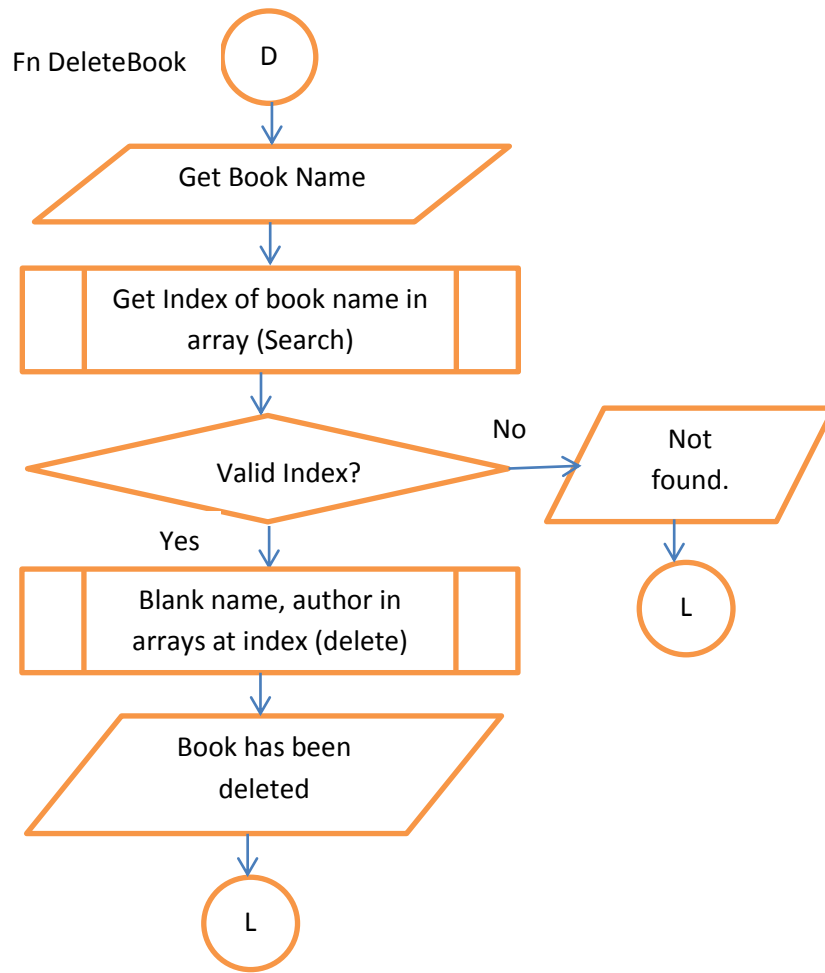 Fn DeleteBook
D
Get Book Name
Get Index of book name in
array (Search)
Valid Index?
No
Not
found.
L
Yes
Blank name, author in
arrays at index (delete)
Book has been
deleted
L